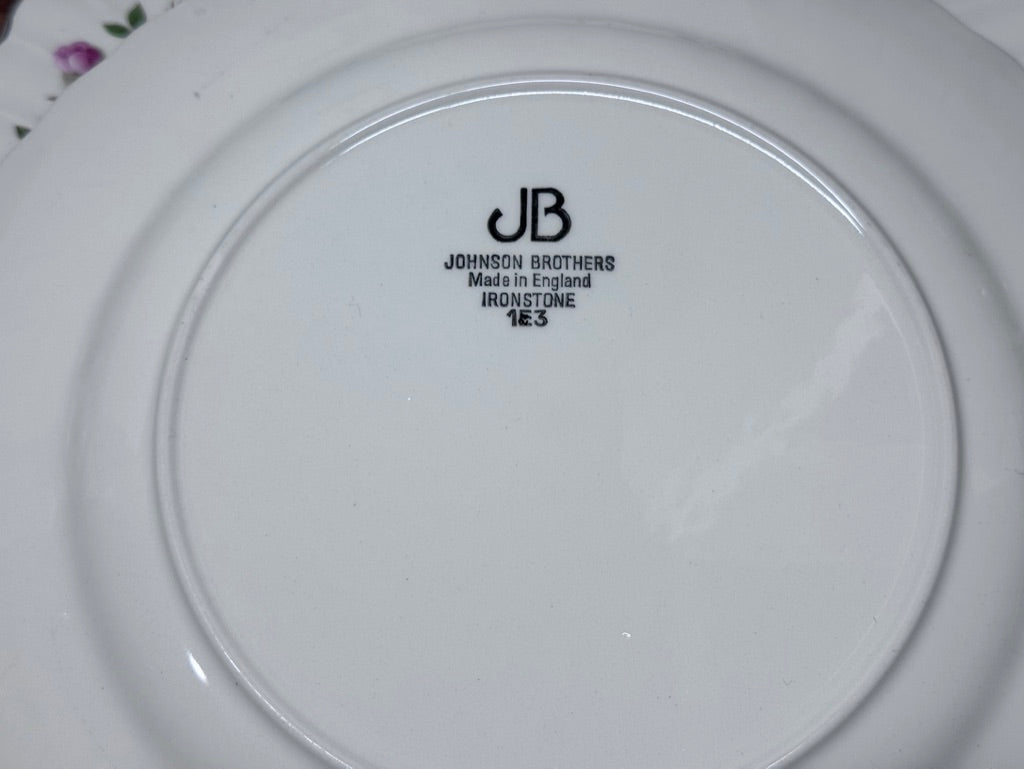 JB
JOHNSON BROTHERS
Made in England
IRONSTONE